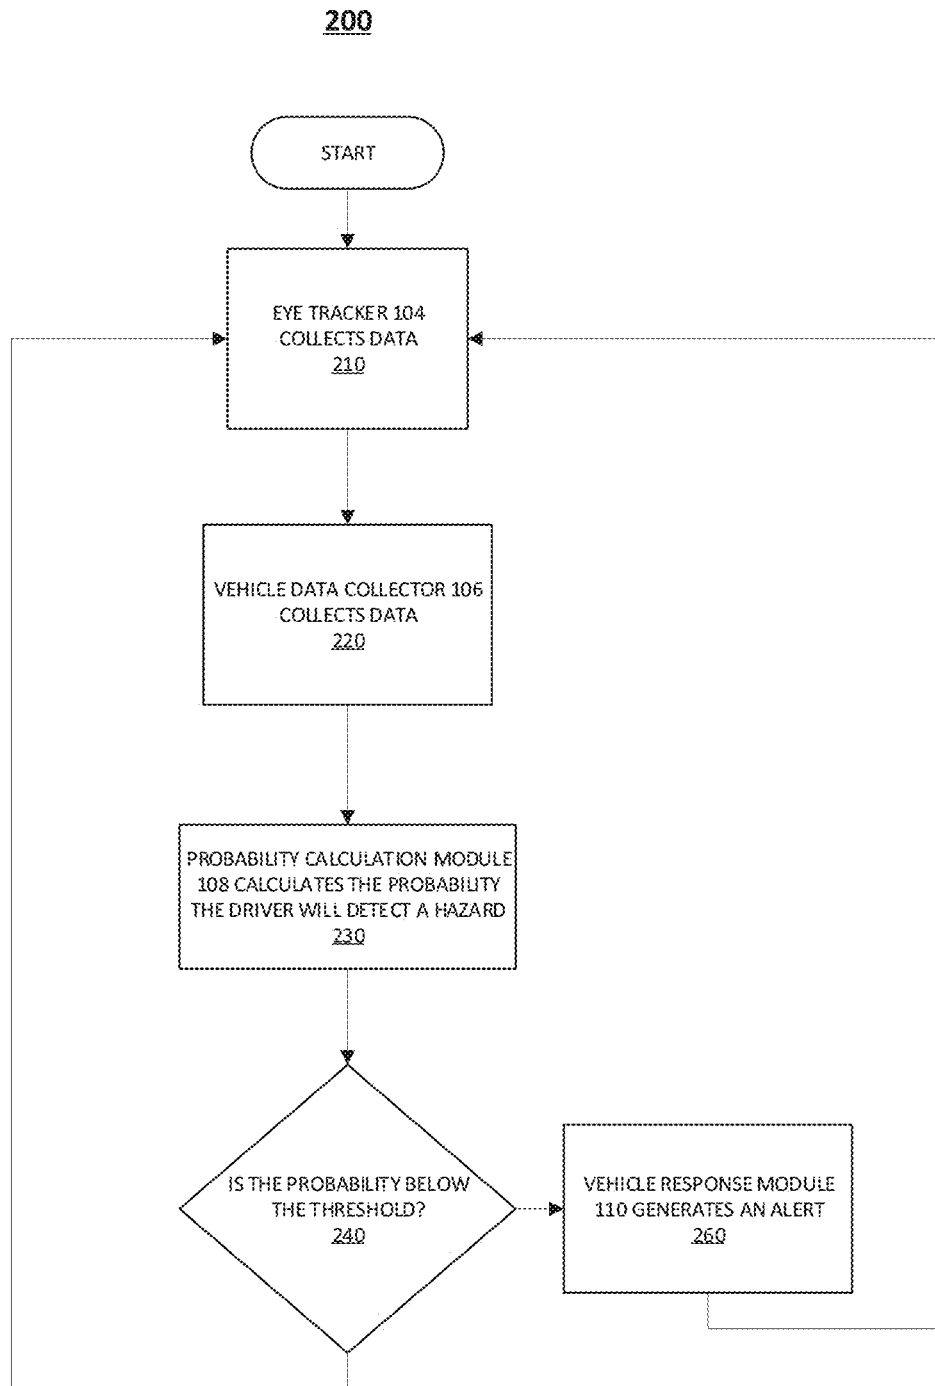 200
START
EYE TRACKER 104
COLLECTS DATA
210
VEHICLE DATA COLLECTOR 106
COLLECTS DATA
220
PROBABILITY CALCULATION MODULE
108 CALCULATES THE PROBABILITY
THE DRIVER WILL DETECT A HAZARD
230
IS THE PROBABILITY BELOW
THE THRESHOLD?
240
VEHICLE RESPONSE MODULE
110 GENERATES AN ALERT
260